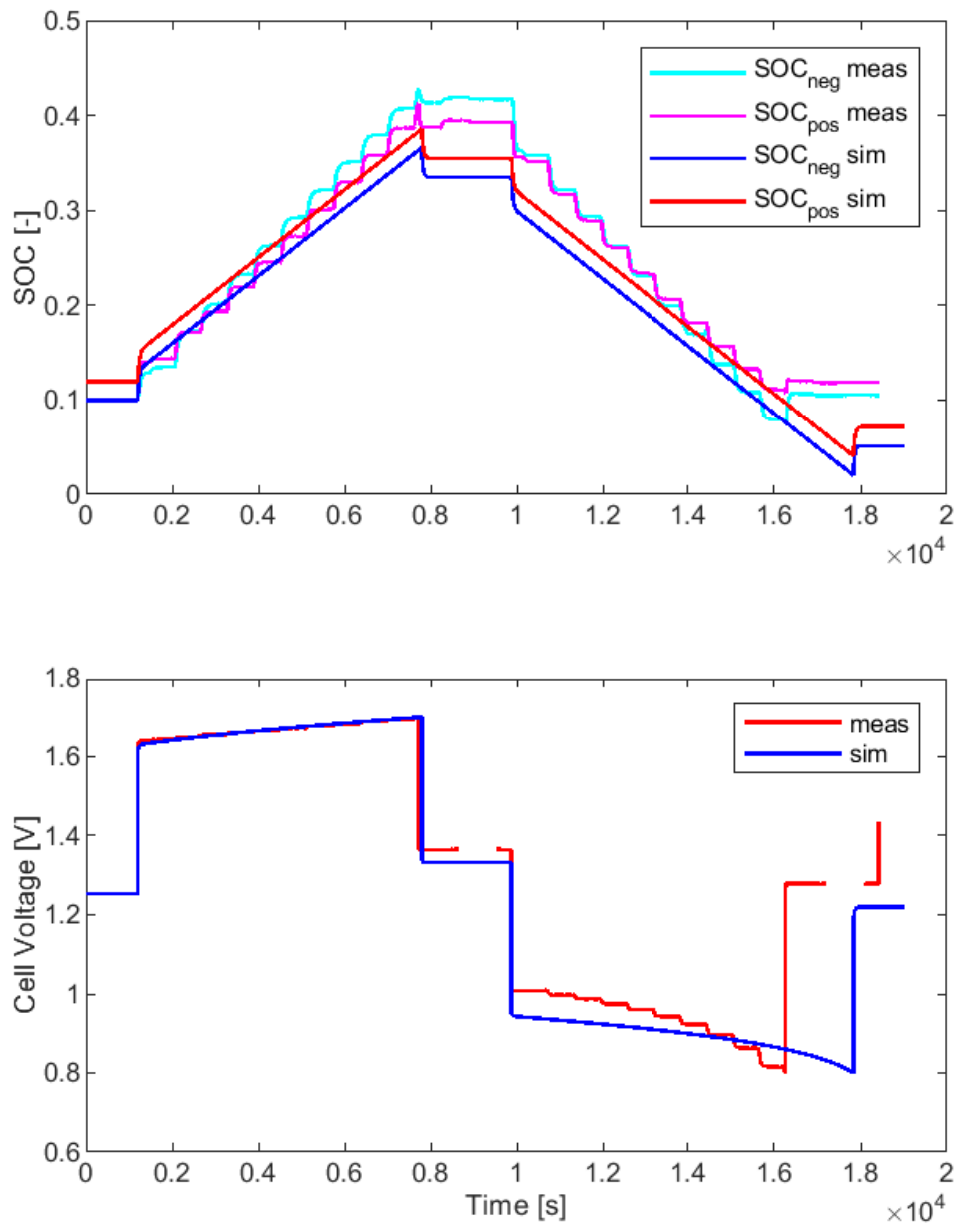 0.5
0.4
0.3
0.2
0.1
0
SOC [-]
SOC_neg meas
SOC_pos meas
SOC_neg sim
SOC_pos sim
0 0.2 0.4 0.6 0.8 1 1.2 1.4 1.6 1.8 2
×10^4
1.8
1.6
1.4
1.2
1
0.8
0.6
Cell Voltage [V]
meas
sim
0 0.2 0.4 0.6 0.8 1 1.2 1.4 1.6 1.8 2
Time [s]
×10^4